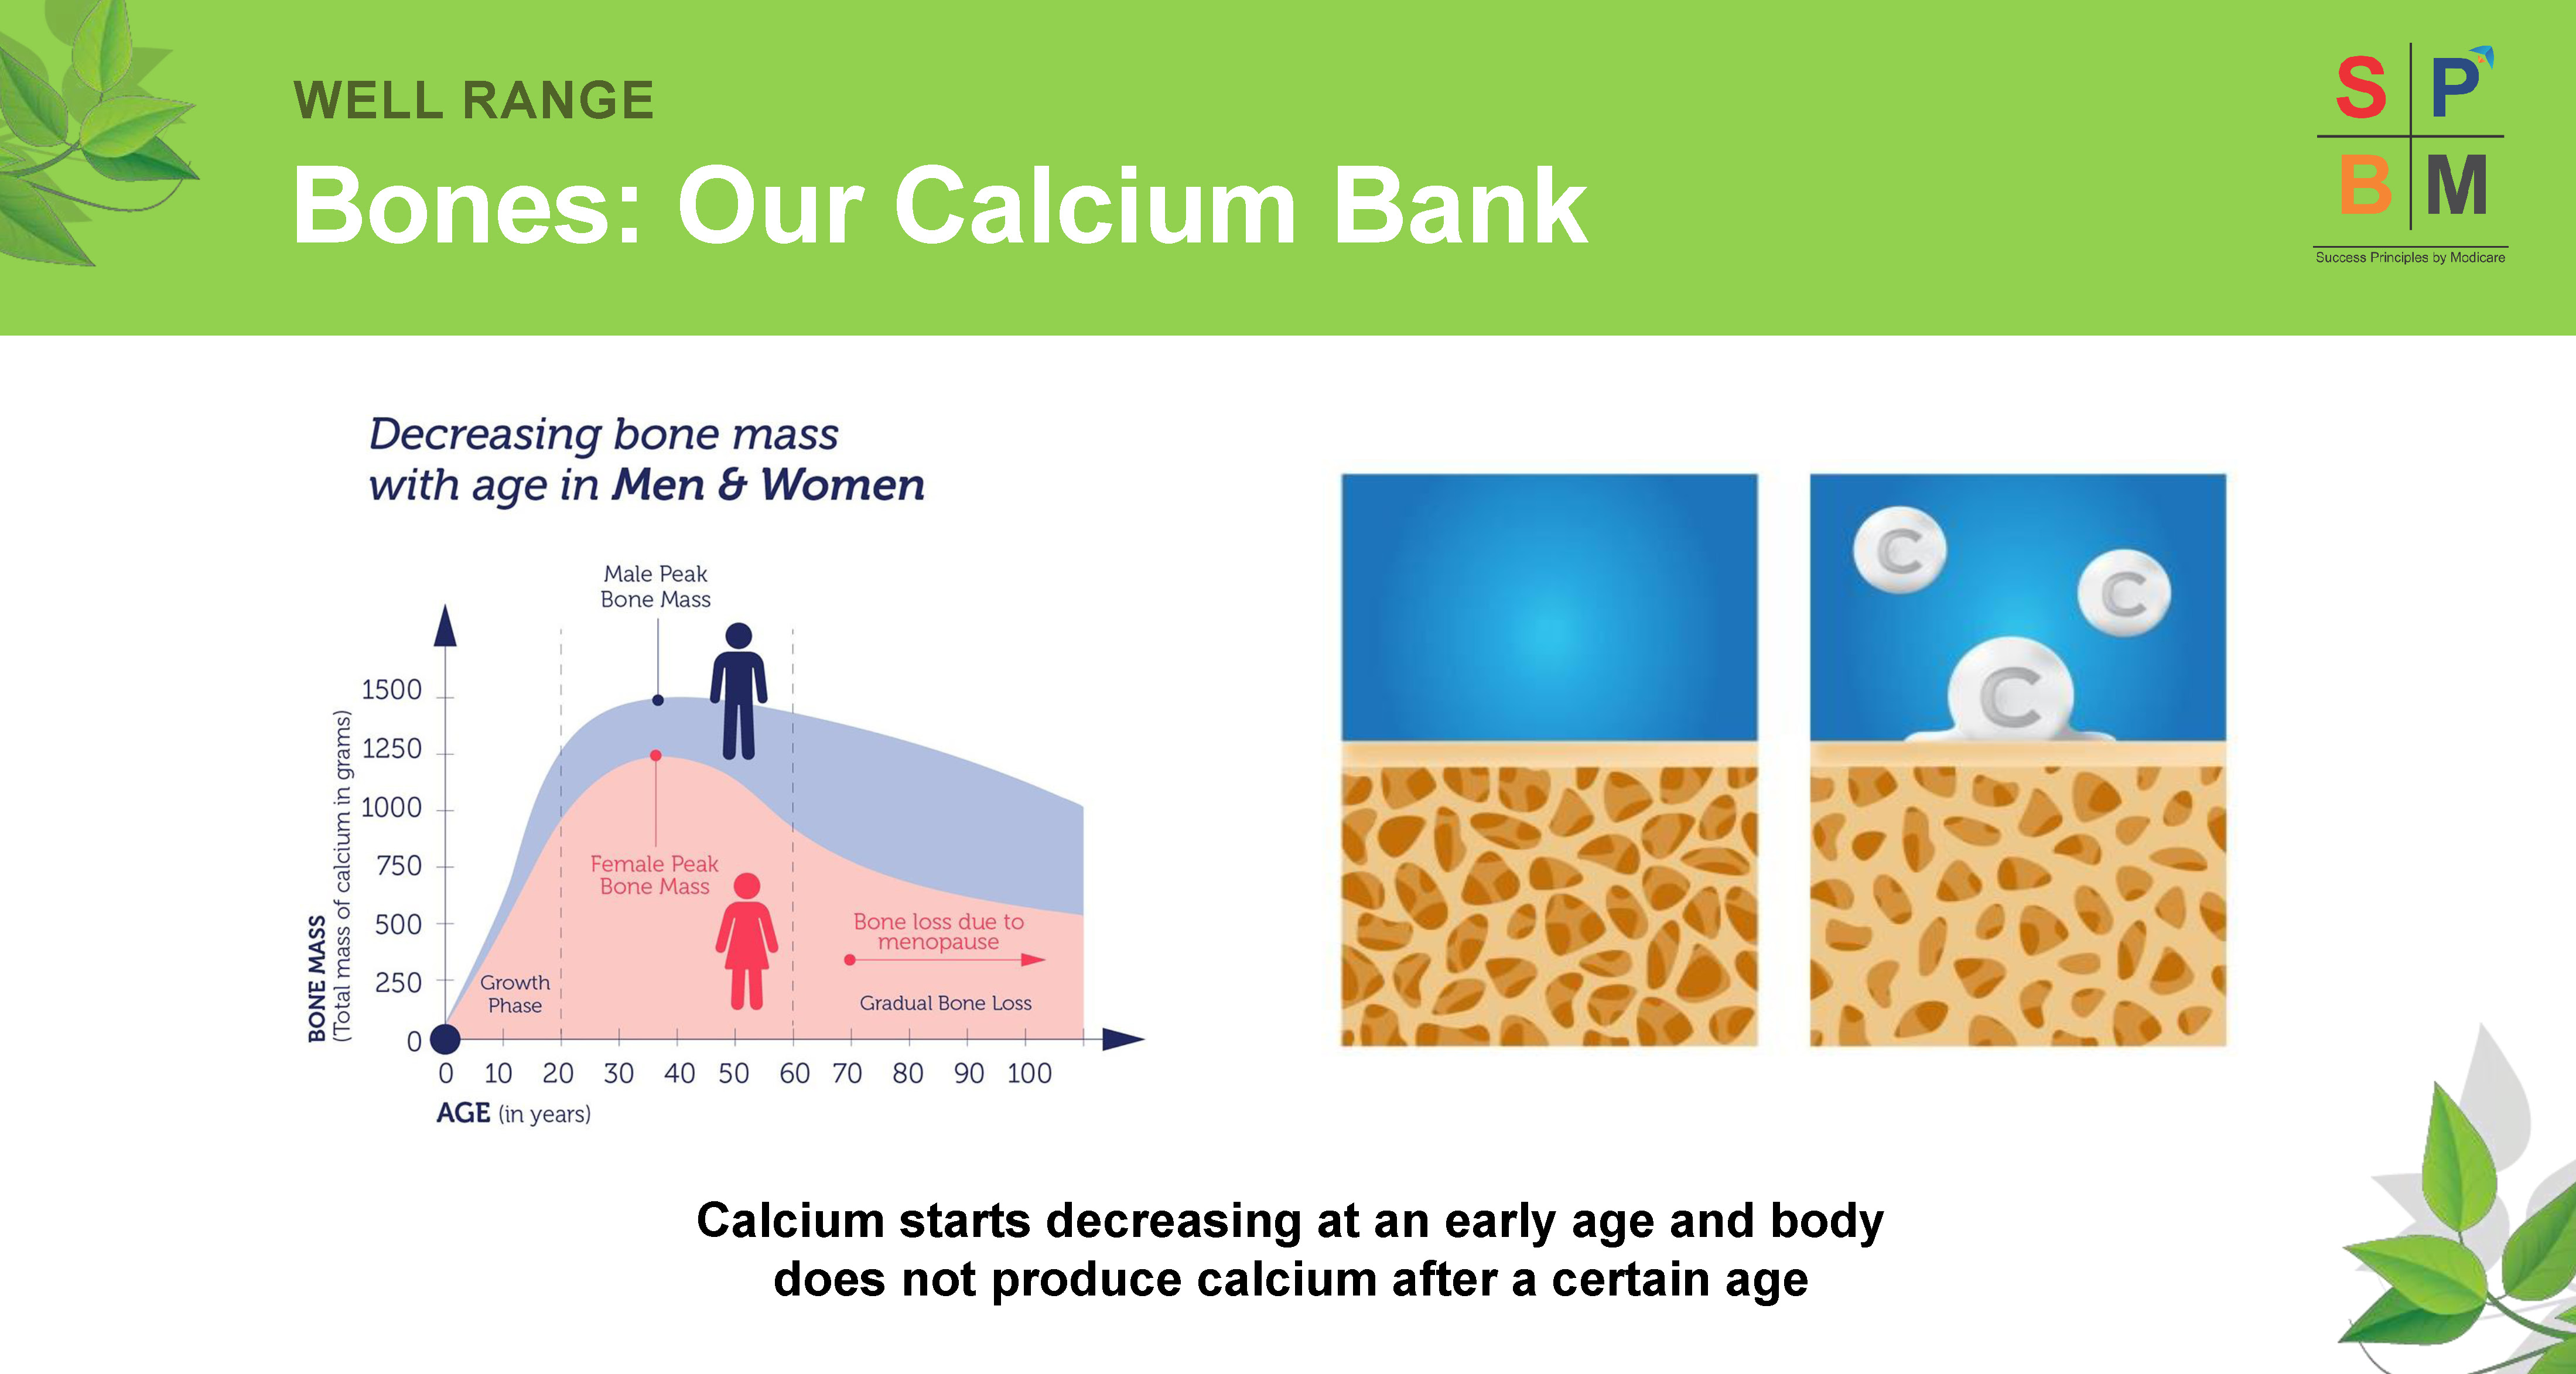 WELL RANGE
Bones: Our Calcium Bank
S P
B M
Success Principles by Modicare
Decreasing bone mass
with age in Men & Women
Male Peak
Bone Mass
1500
1250
1000
750
500
250
0
BONE MASS
(Total mass of calcium in grams)
Female Peak
Bone Mass
Bone loss due to
menopause
Growth
Phase
Gradual Bone Loss
0 10 20 30 40 50 60 70 80 90 100
AGE (in years)
C
C
C
Calcium starts decreasing at an early age and body
does not produce calcium after a certain age